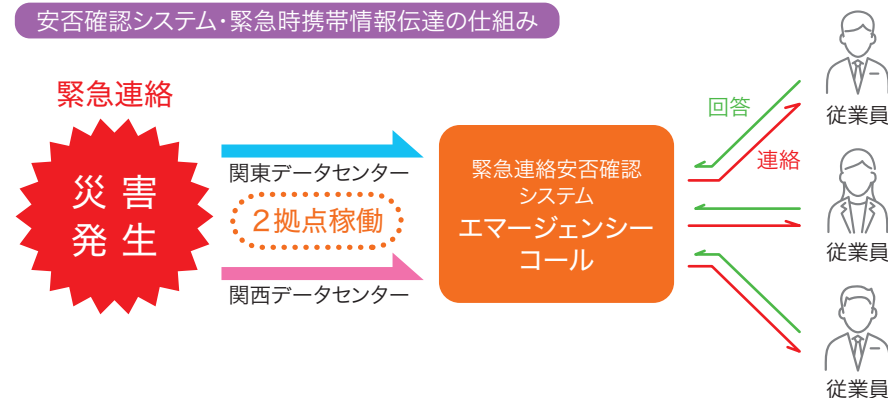 安否確認システム・緊急時携帯情報伝達の仕組み
緊急連絡
災害
発生
関東データセンター
2拠点稼働
関西データセンター
緊急連絡安否確認
システム
エマージェンシー
コール
回答
連絡
従業員
従業員
従業員